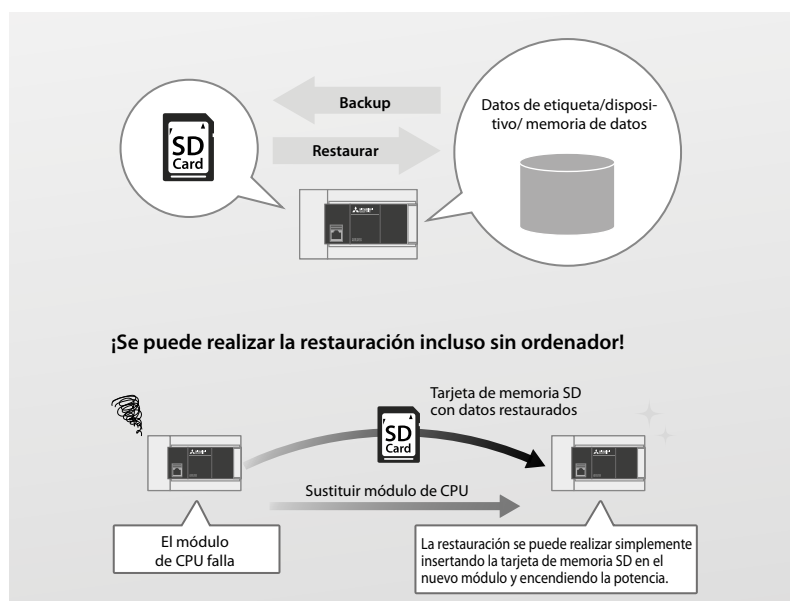 Backup
Restaurar
SD
Card
Datos de etiqueta/disposi-
tivo/ memoria de datos
¡Se puede realizar la restauración incluso sin ordenador!
Tarjeta de memoria SD
con datos restaurados
SD
Card
Sustituir módulo de CPU
El módulo
de CPU falla
La restauración se puede realizar simplemente
insertando la tarjeta de memoria SD en el
nuevo módulo y encendiendo la potencia.